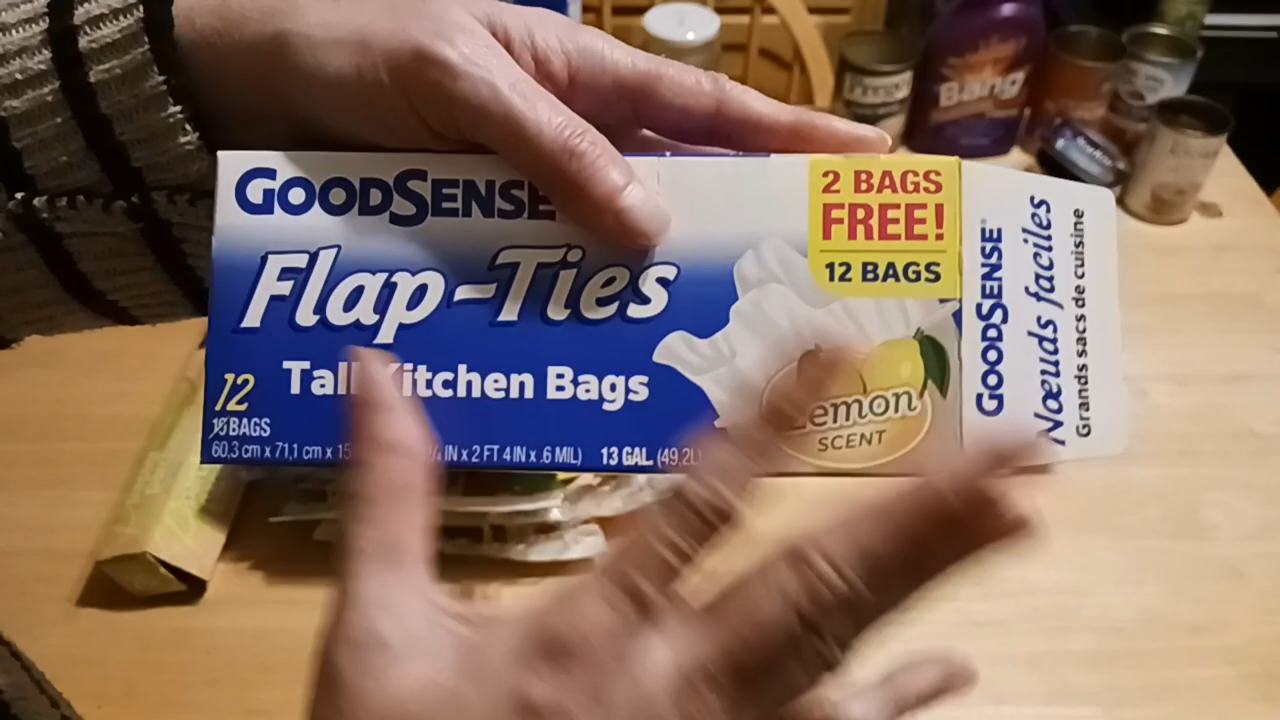 GOODSENSE
Flap-Ties
Tall Kitchen Bags
12
BAGS
60,3 cm x 71,1 cm x 15
IN x 2 FT 4 IN x .6 MIL) 13 GAL. (49,2L
2 BAGS
FREE!
12 BAGS
Lemon
SCENT
GOODSENSE®
Nœuds faciles
Grands sacs de cuisine
Bang